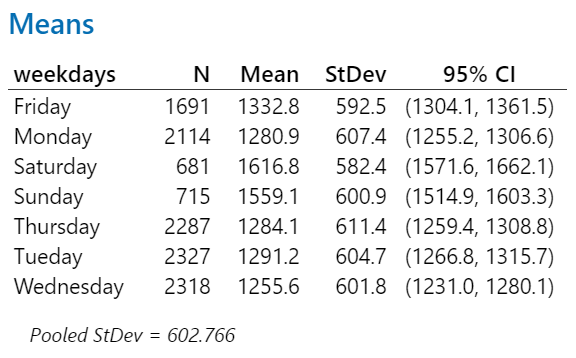 Means
weekdays N Mean StDev 95% CI
Friday 1691 1332.8 592.5 (1304.1, 1361.5)
Monday 2114 1280.9 607.4 (1255.2, 1306.6)
Saturday 681 1616.8 582.4 (1571.6, 1662.1)
Sunday 715 1559.1 600.9 (1514.9, 1603.3)
Thursday 2287 1284.1 611.4 (1259.4, 1308.8)
Tueday 2327 1291.2 604.7 (1266.8, 1315.7)
Wednesday 2318 1255.6 601.8 (1231.0, 1280.1)
Pooled StDev = 602.766